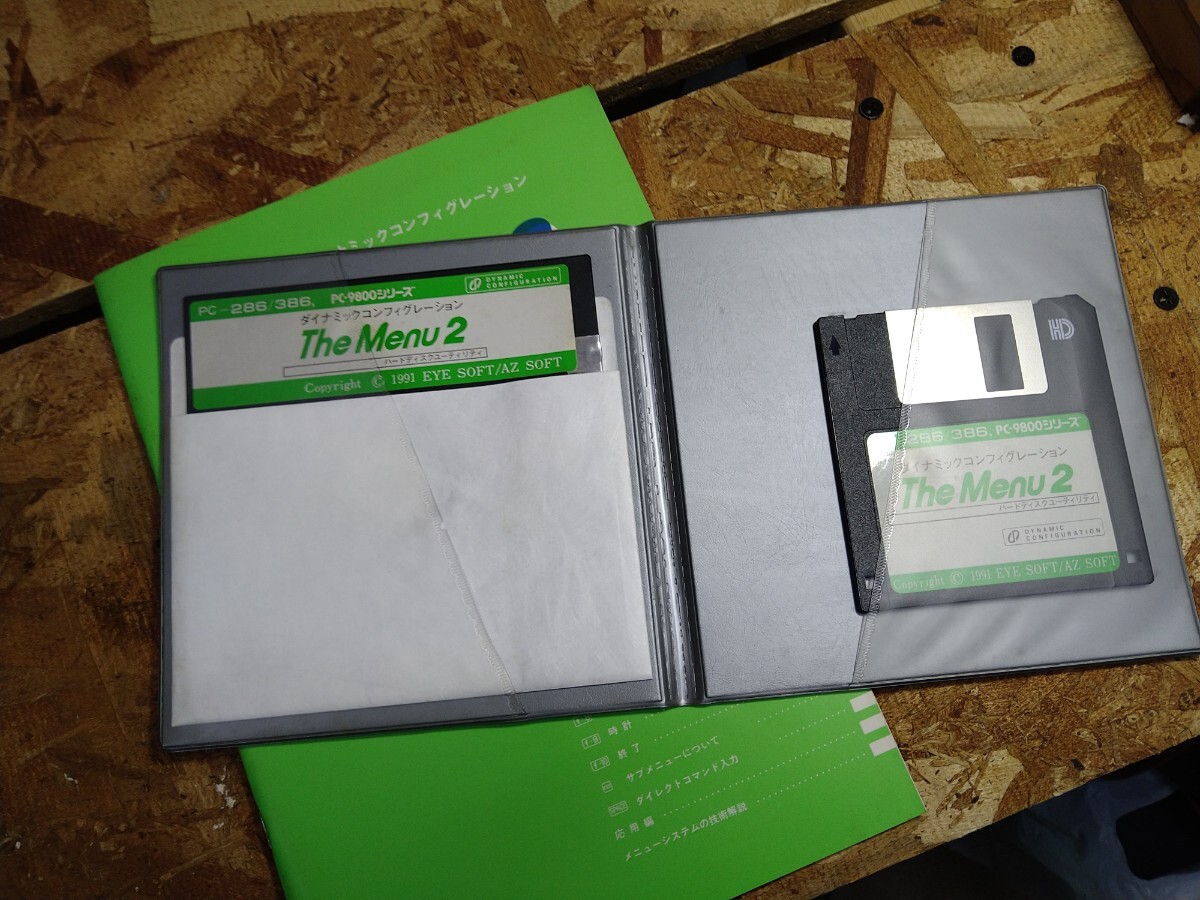 ミックコンフィグレーション
PC-286/386, PC-9800シリーズ
DYNAMIC
CONFIGURATION
ダイナミックコンフィグレーション
The Menu 2
ハードディスクユーティリティ
Copyright © 1991 EYE SOFT/AZ SOFT
HD
286/386, PC-9800シリーズ
ダイナミックコンフィグレーション
The Menu 2
ハードディスクユーティリティ
DYNAMIC
CONFIGURATION
Copyright © 1991 EYE SOFT/AZ SOFT
f・9 時計
f・10 終了
サブメニューについて
SPACE ダイレクトコマンド入力
応用編
メニューシステムの技術解説